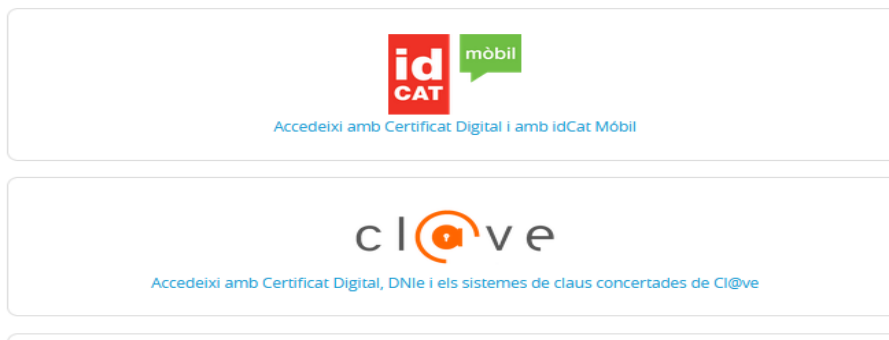 id
CAT
mòbil
Accedeixi amb Certificat Digital i amb idCat Móbil
cl@ve
Accedeixi amb Certificat Digital, DNIe i els sistemes de claus concertades de Cl@ve